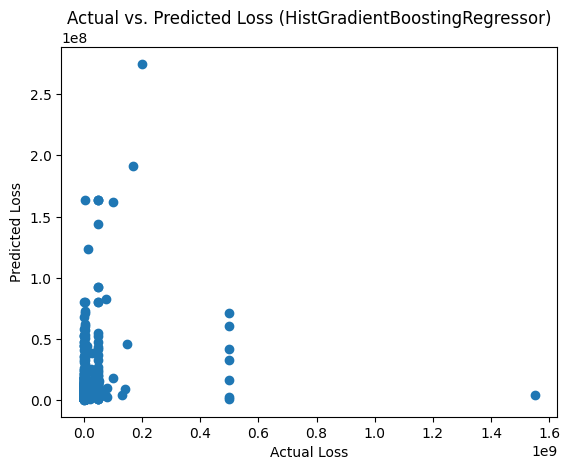 Actual vs. Predicted Loss (HistGradientBoostingRegressor)
1e8
2.5
2.0
1.5
1.0
0.5
0.0
Predicted Loss
0.0 0.2 0.4 0.6 0.8 1.0 1.2 1.4 1.6
1e9
Actual Loss